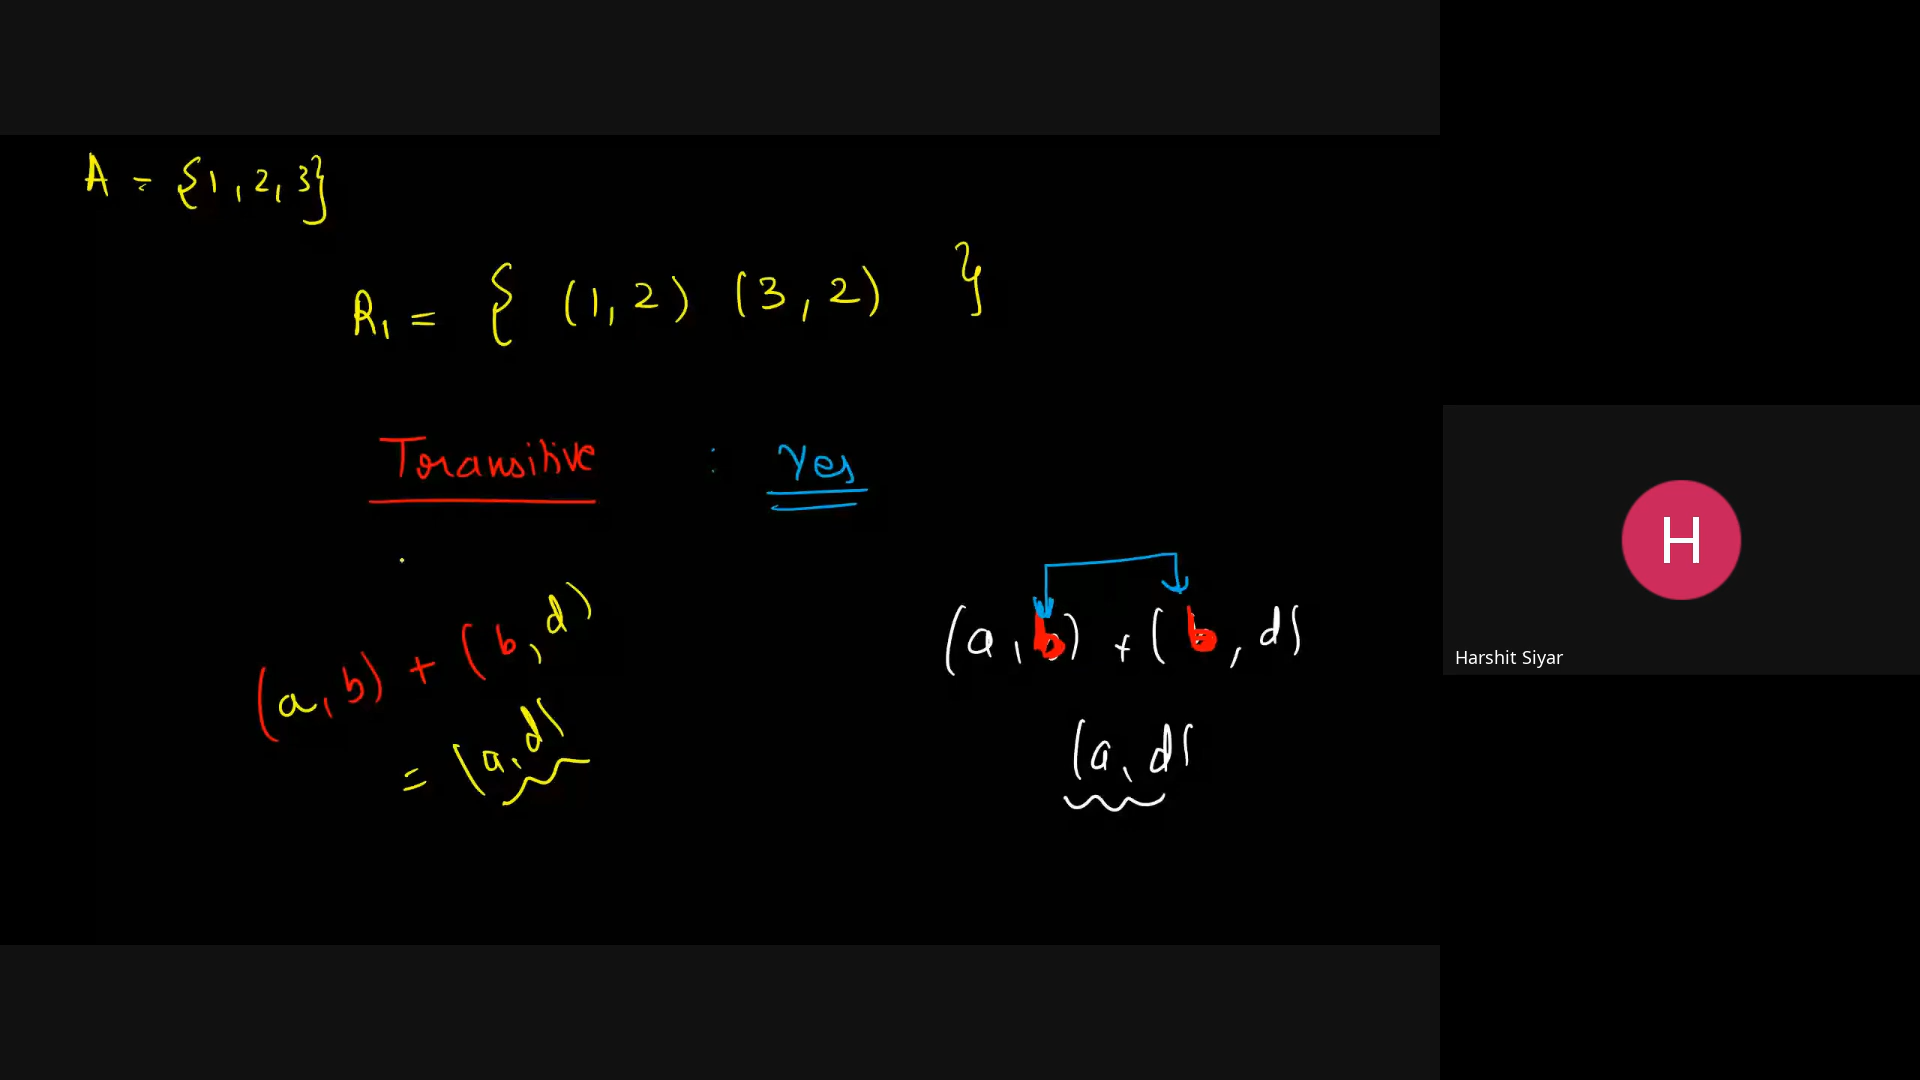 A = {1, 2, 3}
R₁ = { (1, 2) (3, 2) }
Transitive : Yes
(a, b) + (b, d)
= (a, d)
(a, b) + (b, d)
(a, d)
H
Harshit Siyar